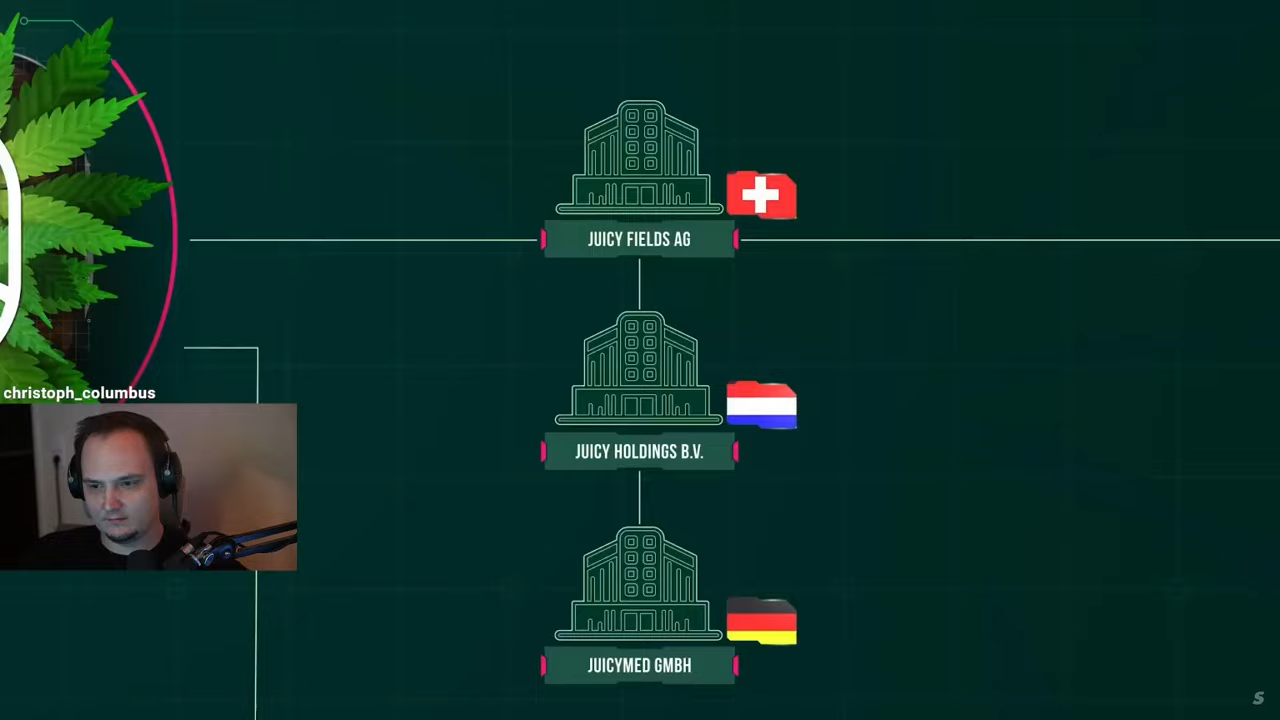 JUICY FIELDS AG
JUICY HOLDINGS B.V.
christoph_columbus
JUICYMED GMBH
S